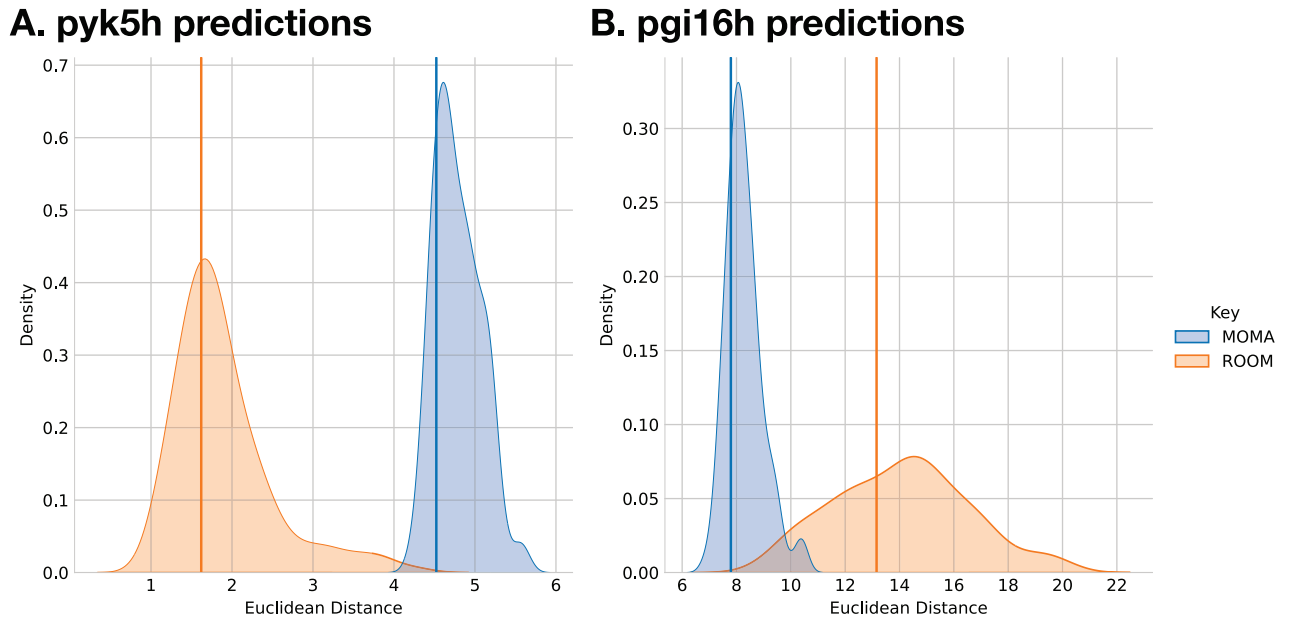 A. pyk5h predictions
0.7
0.6
0.5
0.4
0.3
0.2
0.1
0.0
Density
1 2 3 4 5 6
Euclidean Distance
B. pgi16h predictions
0.30
0.25
0.20
0.15
0.10
0.05
0.00
Density
6 8 10 12 14 16 18 20 22
Euclidean Distance
Key
MOMA
ROOM